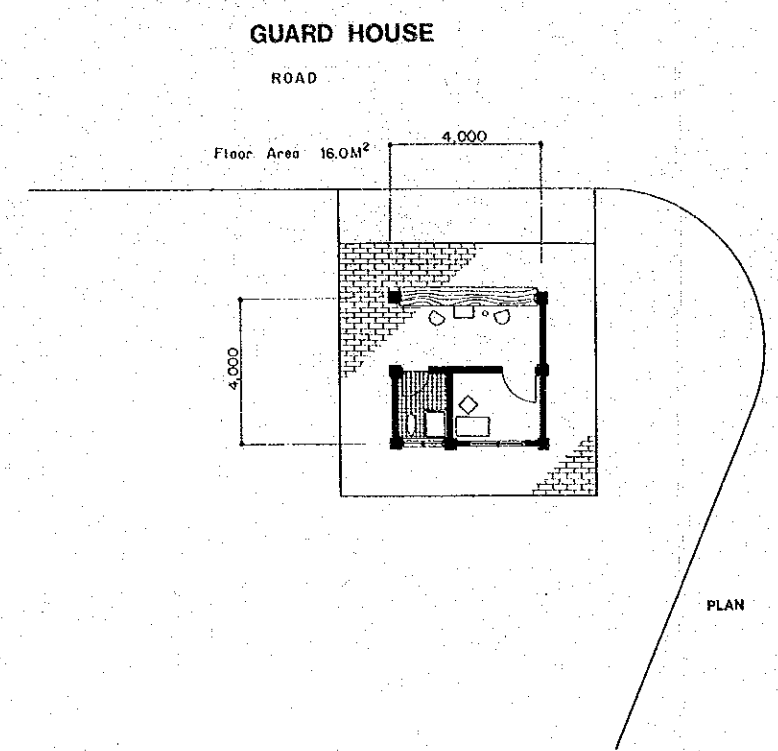 GUARD HOUSE
ROAD
Floor Area 16.0M²
4,000
4,000
PLAN